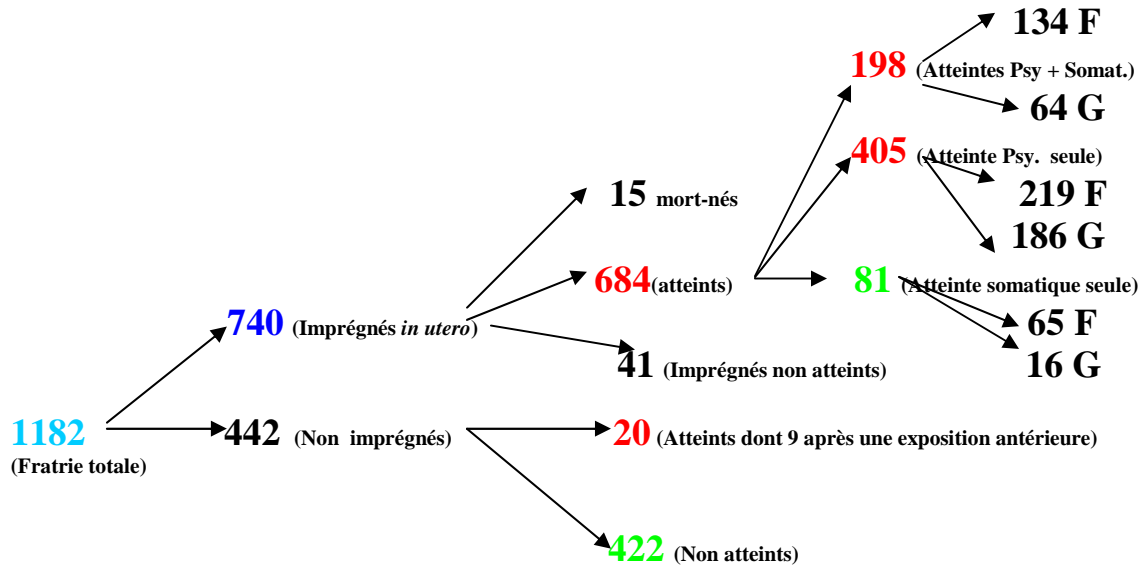 134 F
198 (Atteintes Psy + Somat.)
64 G
405 (Atteinte Psy. seule)
15 mort-nés
219 F
186 G
684(atteints)
81 (Atteinte somatique seule)
740 (Imprégnés in utero)
65 F
41 (Imprégnés non atteints)
16 G
1182
442 (Non imprégnés)
20 (Atteints dont 9 après une exposition antérieure)
(Fratrie totale)
422 (Non atteints)